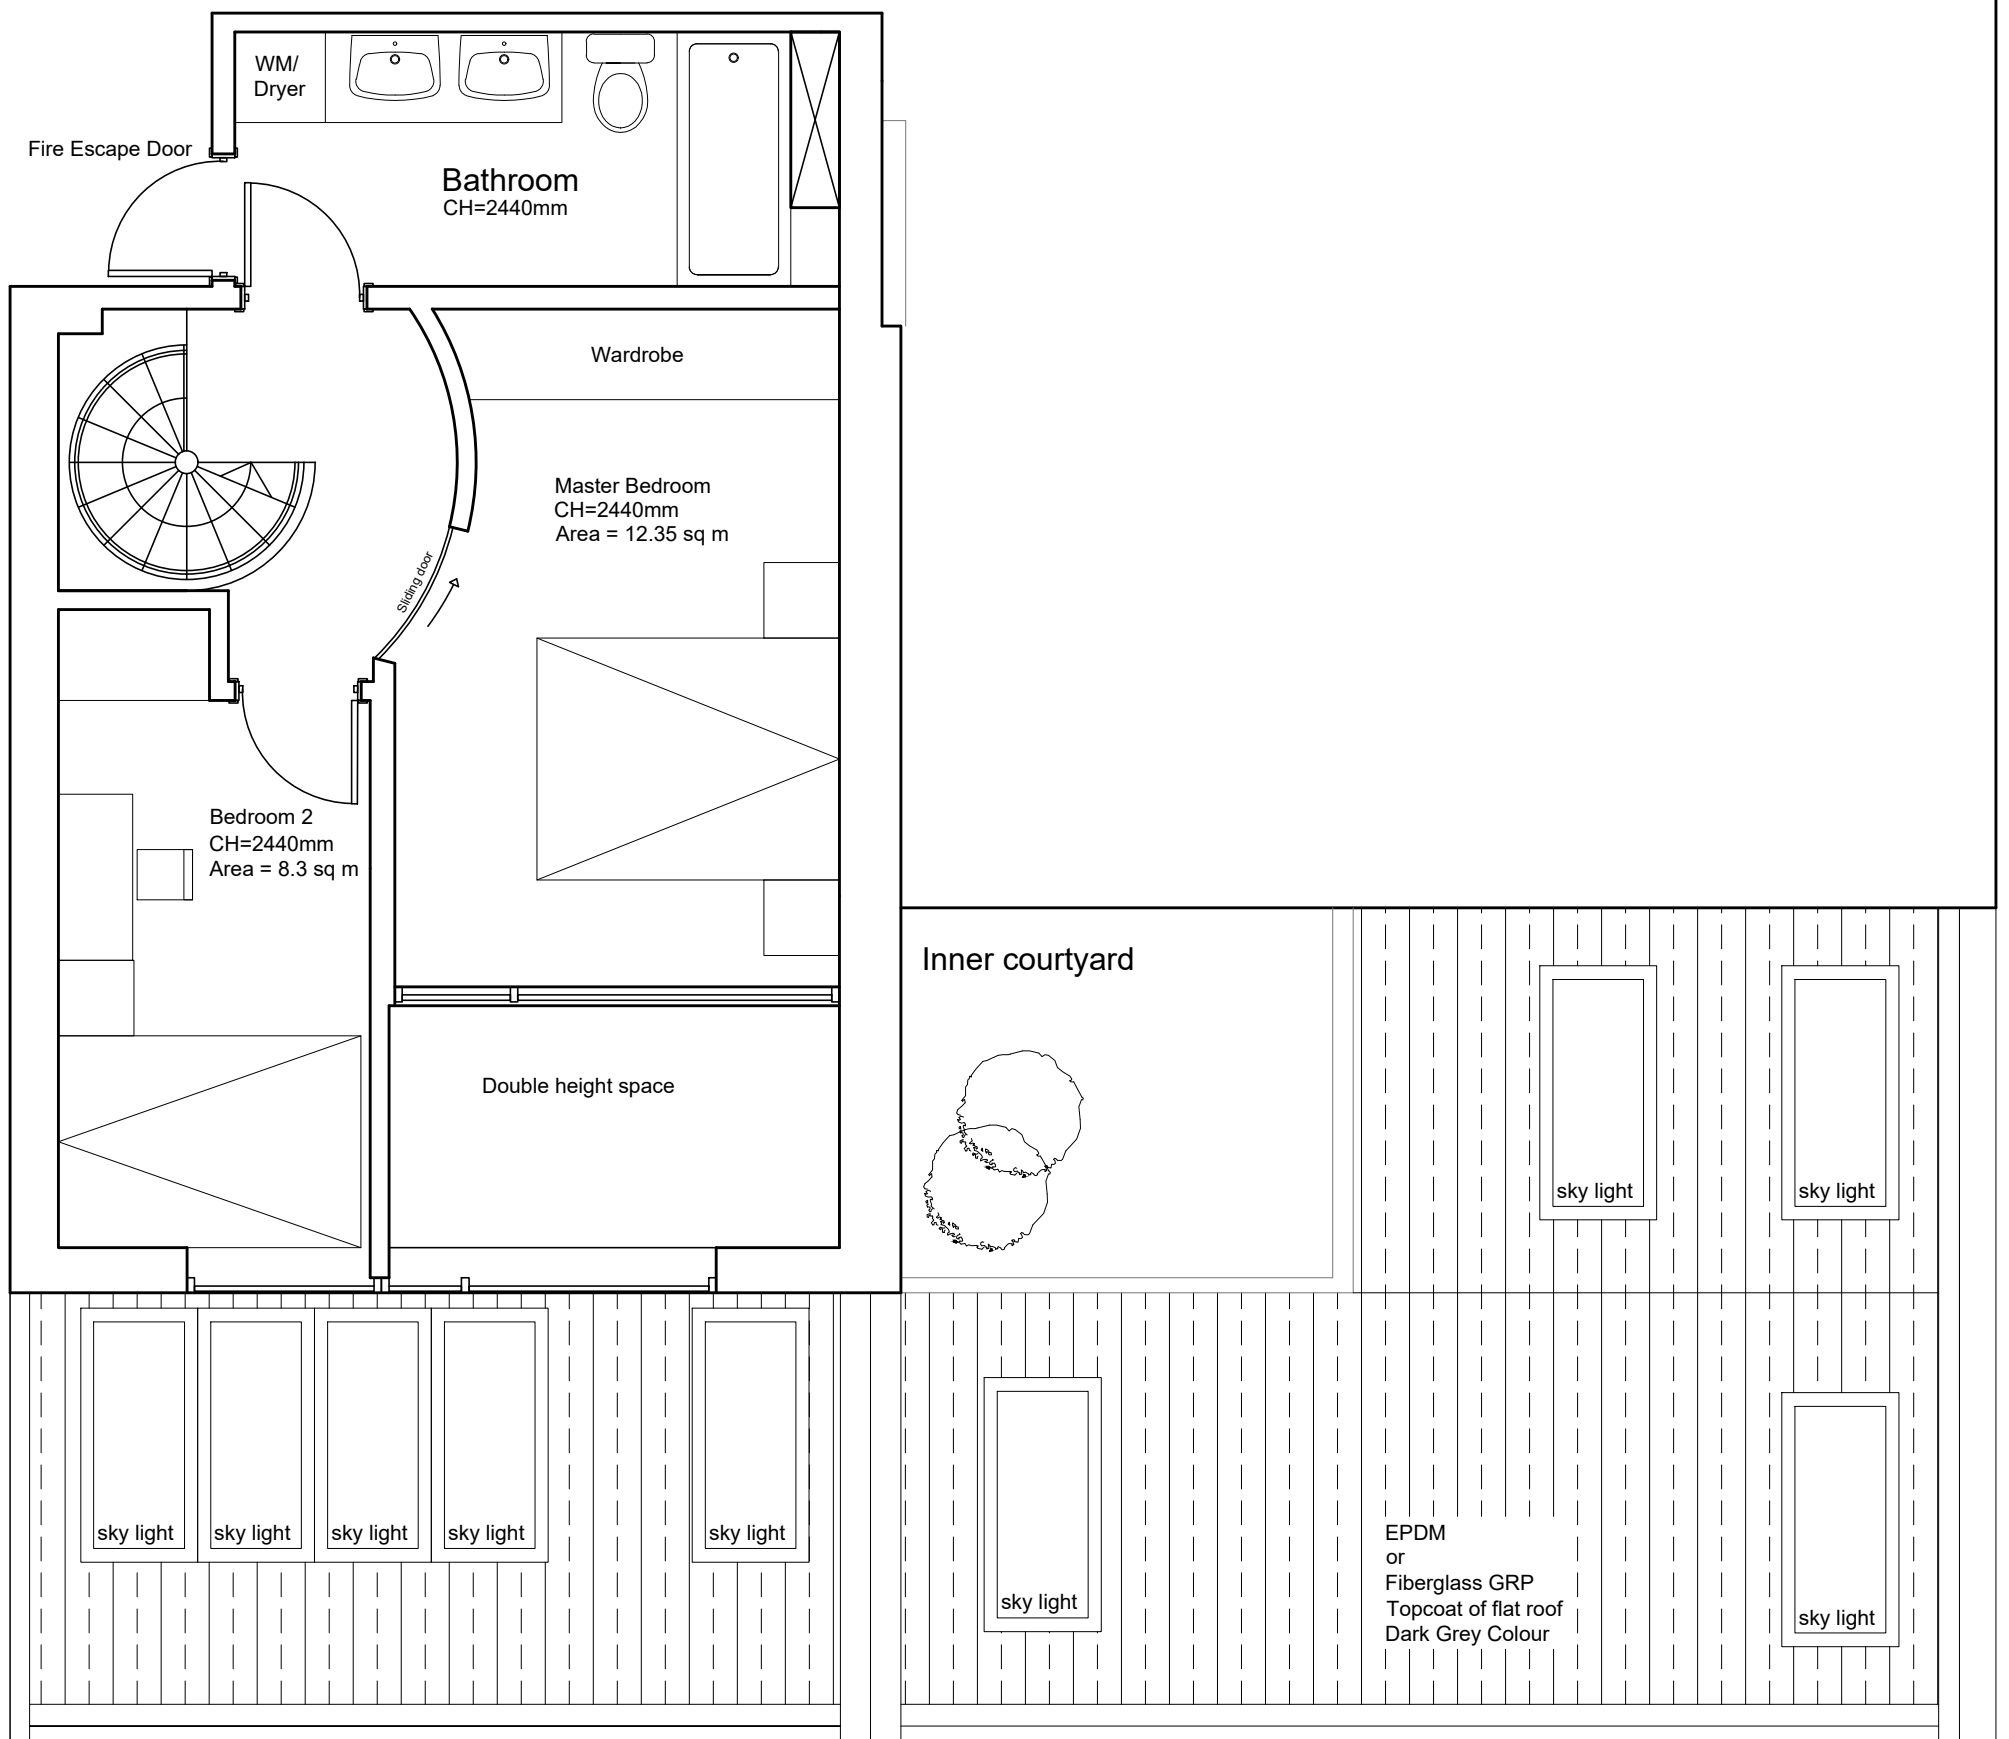 WM/
Dryer
Fire Escape Door
Bathroom
CH=2440mm
Wardrobe
Master Bedroom
CH=2440mm
Area = 12.35 sq m
Sliding door
Bedroom 2
CH=2440mm
Area = 8.3 sq m
Inner courtyard
Double height space
sky light
sky light
sky light
sky light
sky light
sky light
sky light
sky light
EPDM
or
Fiberglass GRP
Topcoat of flat roof
Dark Grey Colour
sky light